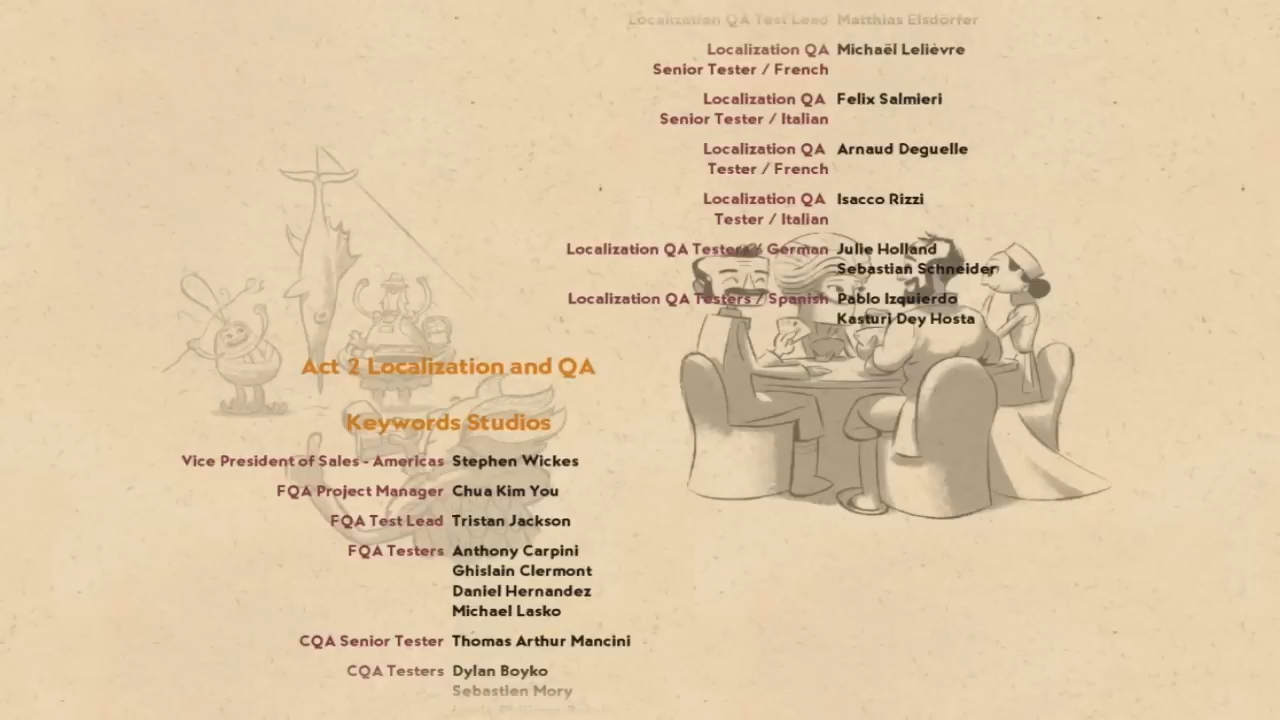 Localization QA Test Lead Matthias Elsdörfer
Localization QA Michaël Lelièvre
Senior Tester / French
Localization QA Felix Salmieri
Senior Tester / Italian
Localization QA Arnaud Deguelle
Tester / French
Localization QA Isacco Rizzi
Tester / Italian
Localization QA Testers / German Julie Holland
Sebastian Schneider
Localization QA Testers / Spanish Pablo Izquierdo
Kasturi Dey Hosta
Act 2 Localization and QA
Keywords Studios
Vice President of Sales - Americas Stephen Wickes
FQA Project Manager Chua Kim You
FQA Test Lead Tristan Jackson
FQA Testers Anthony Carpini
Ghislain Clermont
Daniel Hernandez
Michael Lasko
CQA Senior Tester Thomas Arthur Mancini
CQA Testers Dylan Boyko
Sebastien Mory